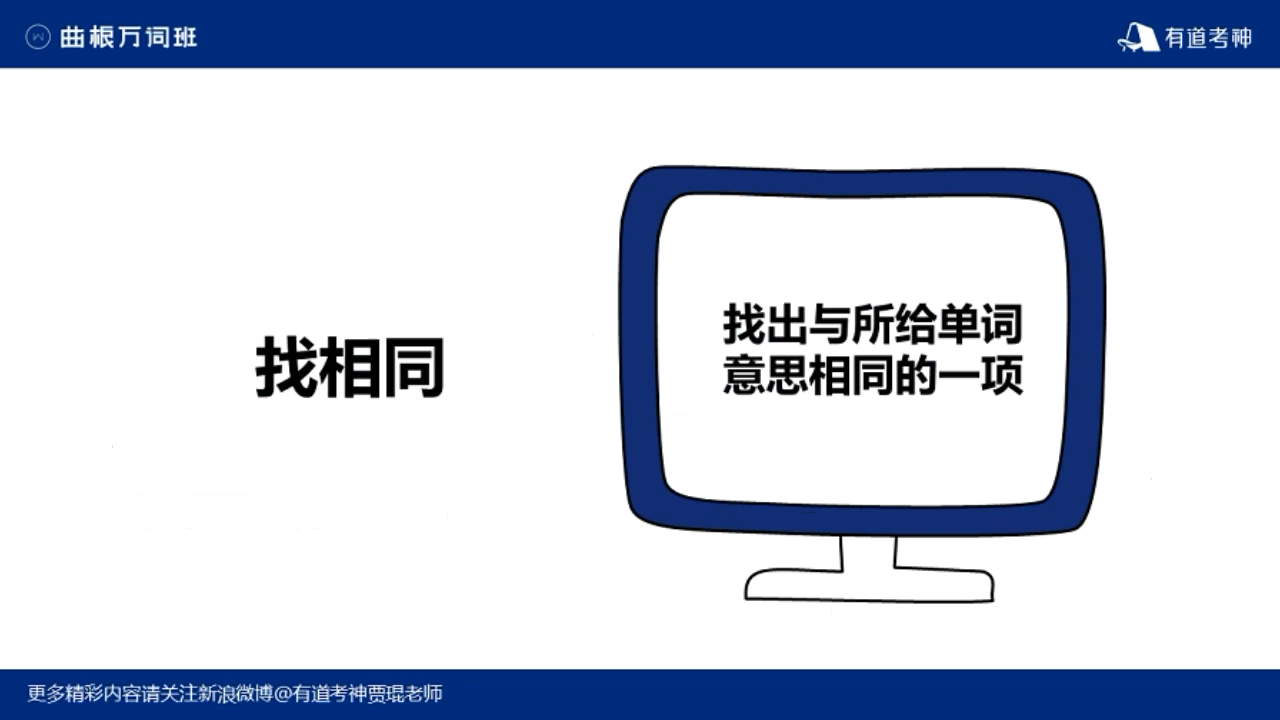 曲根万词班
有道考神
找相同
找出与所给单词
意思相同的一项
更多精彩内容请关注新浪微博@有道考神贾琨老师